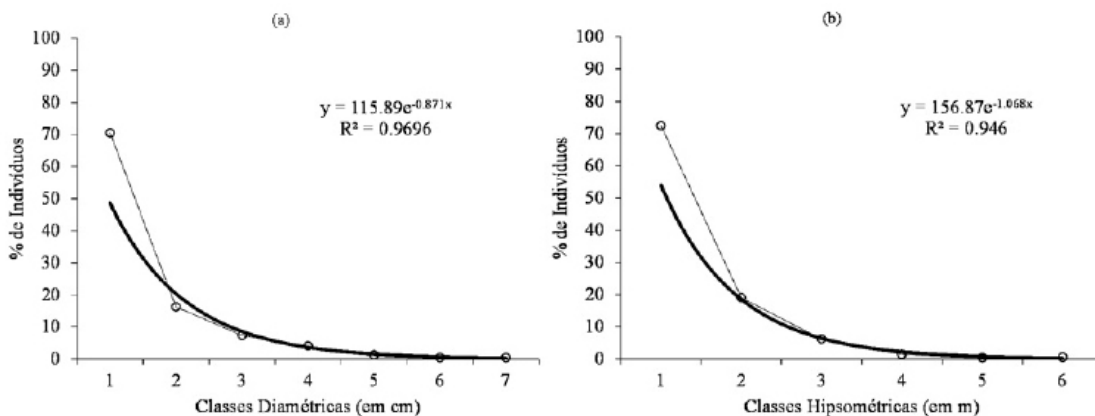 (a)
100
90
80
70
60
50
40
30
20
10
0
% de Indivíduos
y = 115.89e^-0.871x
R² = 0.9696
1 2 3 4 5 6 7
Classes Diamétricas (em cm)
(b)
100
90
80
70
60
50
40
30
20
10
0
% de Indivíduos
y = 156.87e^-1.068x
R² = 0.946
1 2 3 4 5 6
Classes Hipsométricas (em m)